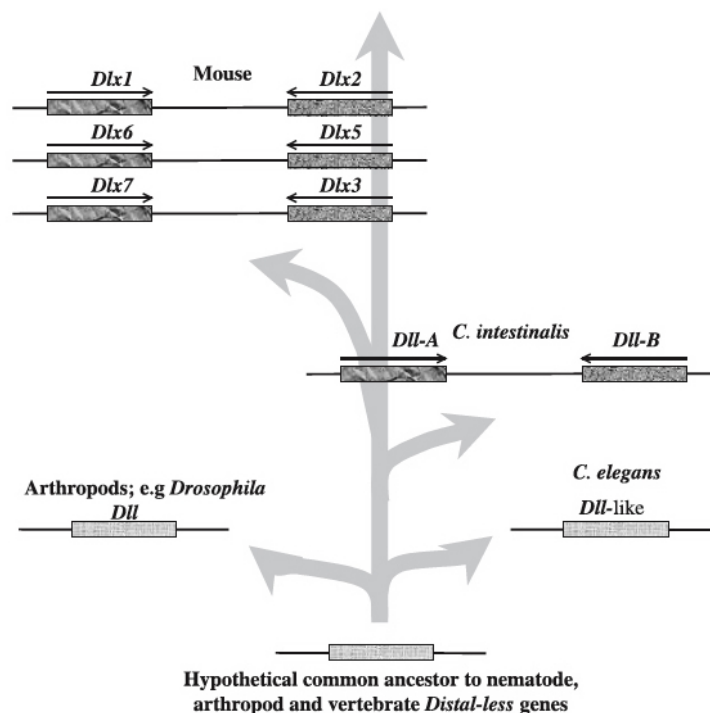 Mouse
Dlx1 Dlx2
Dlx6 Dlx5
Dlx7 Dlx3
C. intestinalis
Dll-A Dll-B
Arthropods; e.g Drosophila
Dll
C. elegans
Dll-like
Hypothetical common ancestor to nematode,
arthropod and vertebrate Distal-less genes